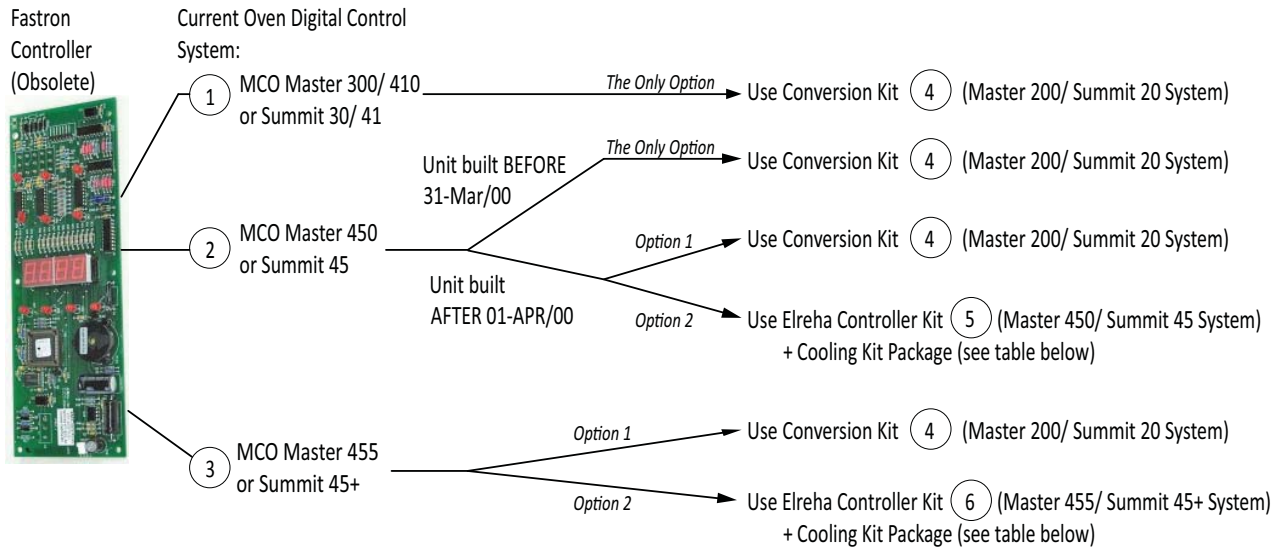 Fastron
Controller
(Obsolete)
Current Oven Digital Control
System:
1
MCO Master 300/ 410
or Summit 30/ 41
The Only Option
Use Conversion Kit 4 (Master 200/ Summit 20 System)
2
MCO Master 450
or Summit 45
Unit built BEFORE
31-Mar/00
The Only Option
Use Conversion Kit 4 (Master 200/ Summit 20 System)
Unit built
AFTER 01-APR/00
Option 1
Use Conversion Kit 4 (Master 200/ Summit 20 System)
Option 2
Use Elreha Controller Kit 5 (Master 450/ Summit 45 System)
+ Cooling Kit Package (see table below)
3
MCO Master 455
or Summit 45+
Option 1
Use Conversion Kit 4 (Master 200/ Summit 20 System)
Option 2
Use Elreha Controller Kit 6 (Master 455/ Summit 45+ System)
+ Cooling Kit Package (see table below)